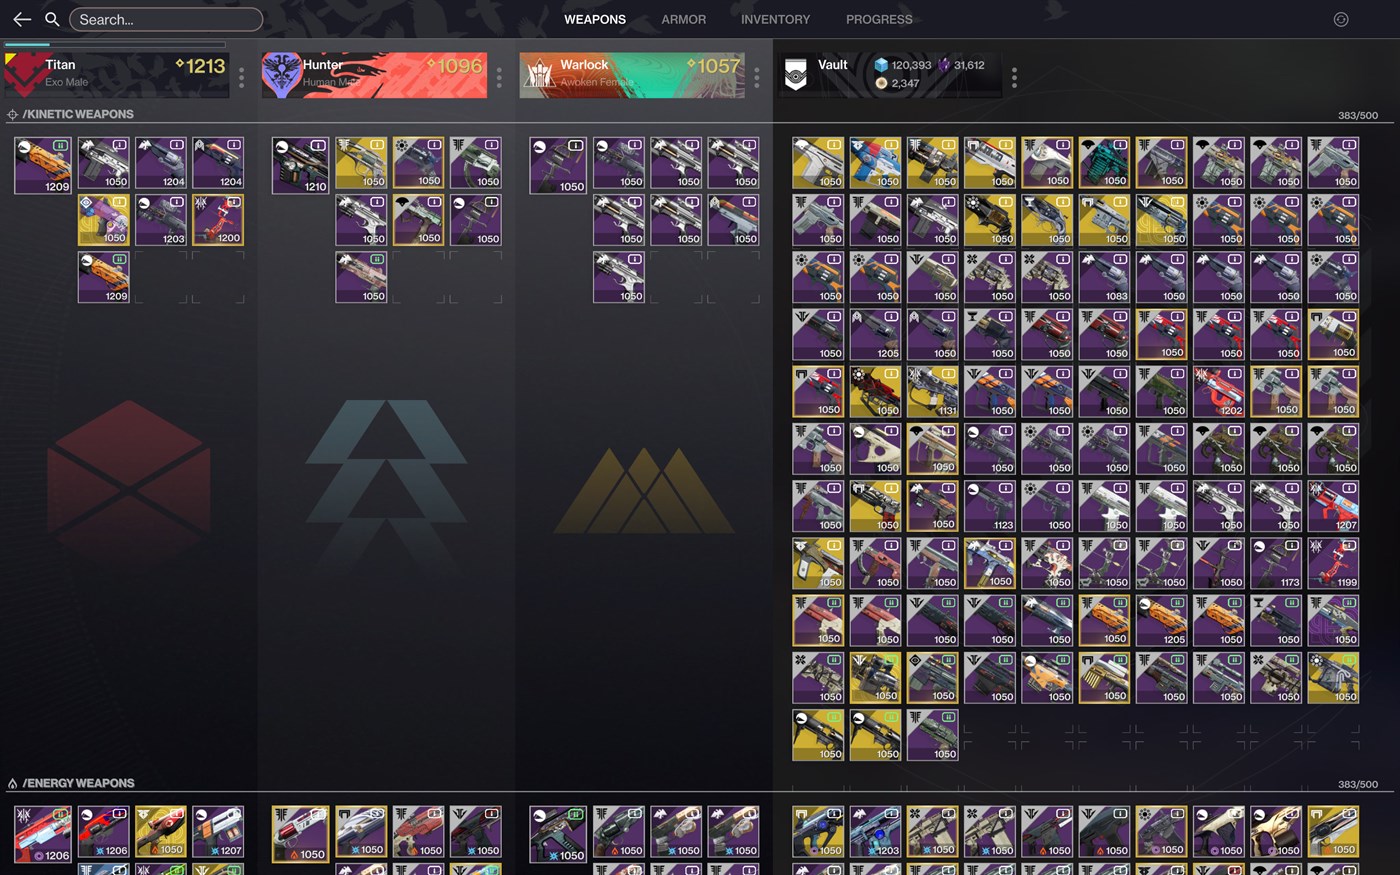 Search...
WEAPONS ARMOR INVENTORY PROGRESS
Titan 1213
Exo Male
Hunter 1096
Human Male
Warlock 1057
Awoken Female
Vault 120,393 31,612
2,347
/KINETIC WEAPONS 383/500
1209 1050 1204 1204 1210 1050 1050 1050 1050 1050 1050 1050 1050 1050 1050 1050 1050 1050 1050 1050 1050 1050
1050 1203 1200 1050 1050 1050 1050 1050 1050 1050 1050 1050 1050 1050 1050 1050 1050 1050 1050
1209 1050 1050 1050 1050 1050 1050 1050 1083 1050 1050 1050 1050
1050 1205 1050 1050 1050 1050 1050 1050 1050 1050
1050 1050 1131 1050 1050 1050 1050 1202 1050 1050
1050 1050 1050 1050 1050 1050 1050 1050 1050 1050
1050 1050 1050 1123 1050 1050 1050 1050 1050 1207
1050 1050 1050 1050 1050 1050 1050 1050 1173 1199
1050 1050 1050 1050 1050 1050 1205 1050 1050 1050
1050 1050 1050 1050 1050 1050 1050 1050 1050 1050
1050 1050 1050
/ENERGY WEAPONS 383/500
1206 1206 1050 1207 1050 1050 1050 1050 1050 1050 1050 1050 1050 1203 1050 1050 1050 1050 1050 1050 1050 1050